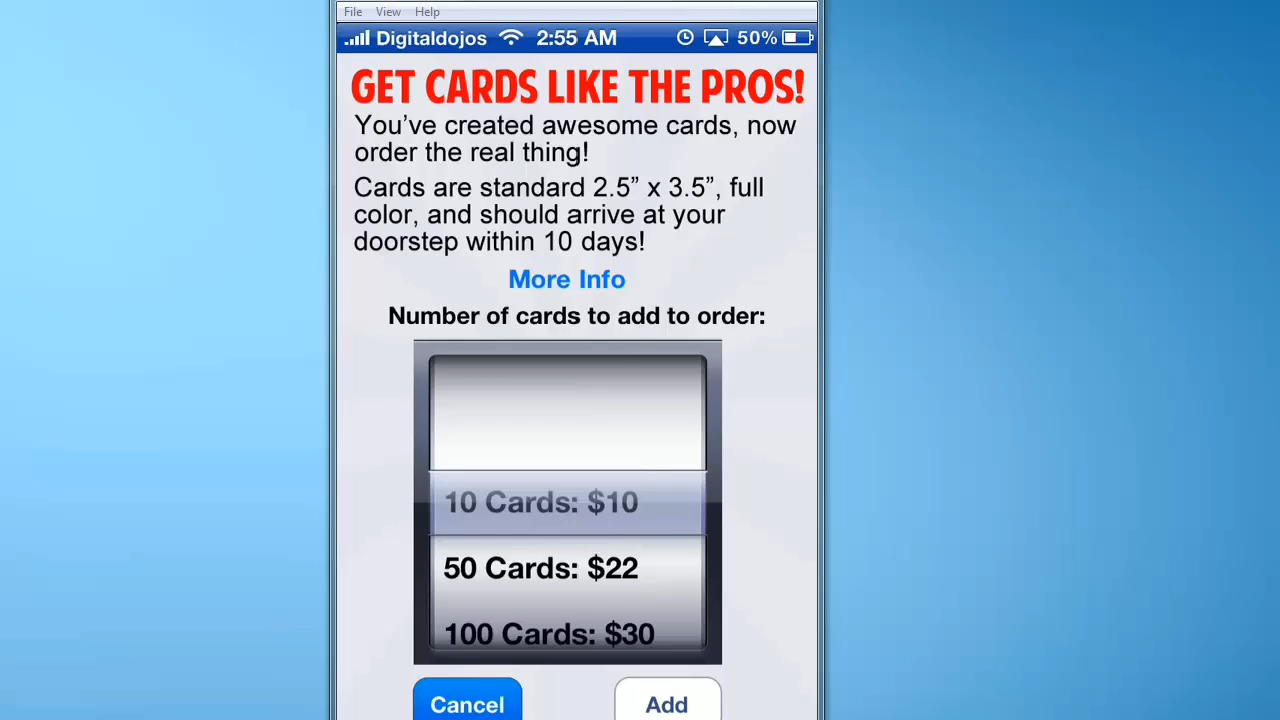 File View Help
Digitaldojos 2:55 AM 50%
GET CARDS LIKE THE PROS!
You’ve created awesome cards, now
order the real thing!
Cards are standard 2.5” x 3.5”, full
color, and should arrive at your
doorstep within 10 days!
More Info
Number of cards to add to order:
10 Cards: $10
50 Cards: $22
100 Cards: $30
Cancel Add